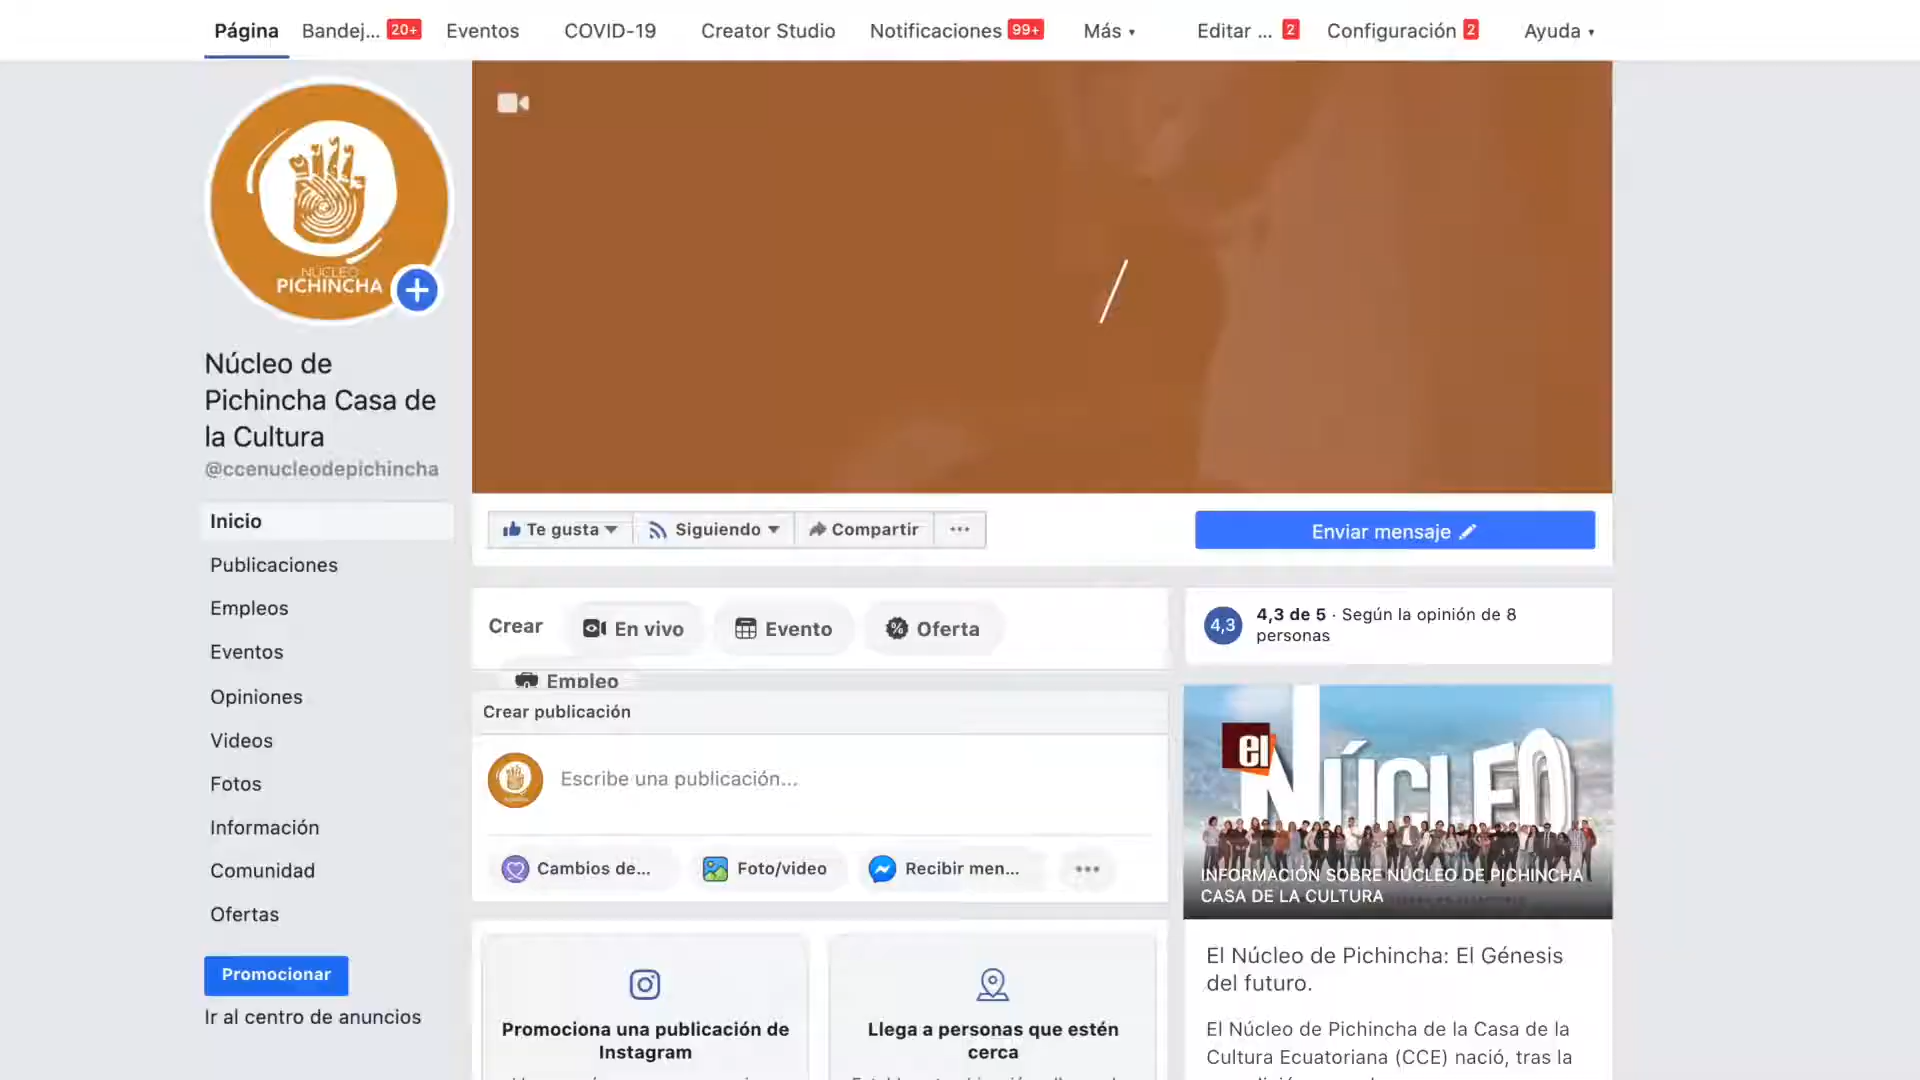 Página Bandej... 20+ Eventos COVID-19 Creator Studio Notificaciones 99+ Más Editar ... 2 Configuración 2 Ayuda
NÚCLEO
PICHINCHA
Núcleo de
Pichincha Casa de
la Cultura
@ccenucleodepichincha
Inicio
Publicaciones
Empleos
Eventos
Opiniones
Videos
Fotos
Información
Comunidad
Ofertas
Promocionar
Ir al centro de anuncios
Te gusta Siguiendo Compartir ...
Enviar mensaje
Crear En vivo Evento Oferta
Empleo
Crear publicación
Escribe una publicación...
Cambios de... Foto/video Recibir men... ...
Promociona una publicación de
Instagram
Llega a personas que estén
cerca
4,3
4,3 de 5 · Según la opinión de 8
personas
el
NÚCLEO
INFORMACIÓN SOBRE NÚCLEO DE PICHINCHA
CASA DE LA CULTURA
El Núcleo de Pichincha: El Génesis
del futuro.
El Núcleo de Pichincha de la Casa de la
Cultura Ecuatoriana (CCE) nació, tras la